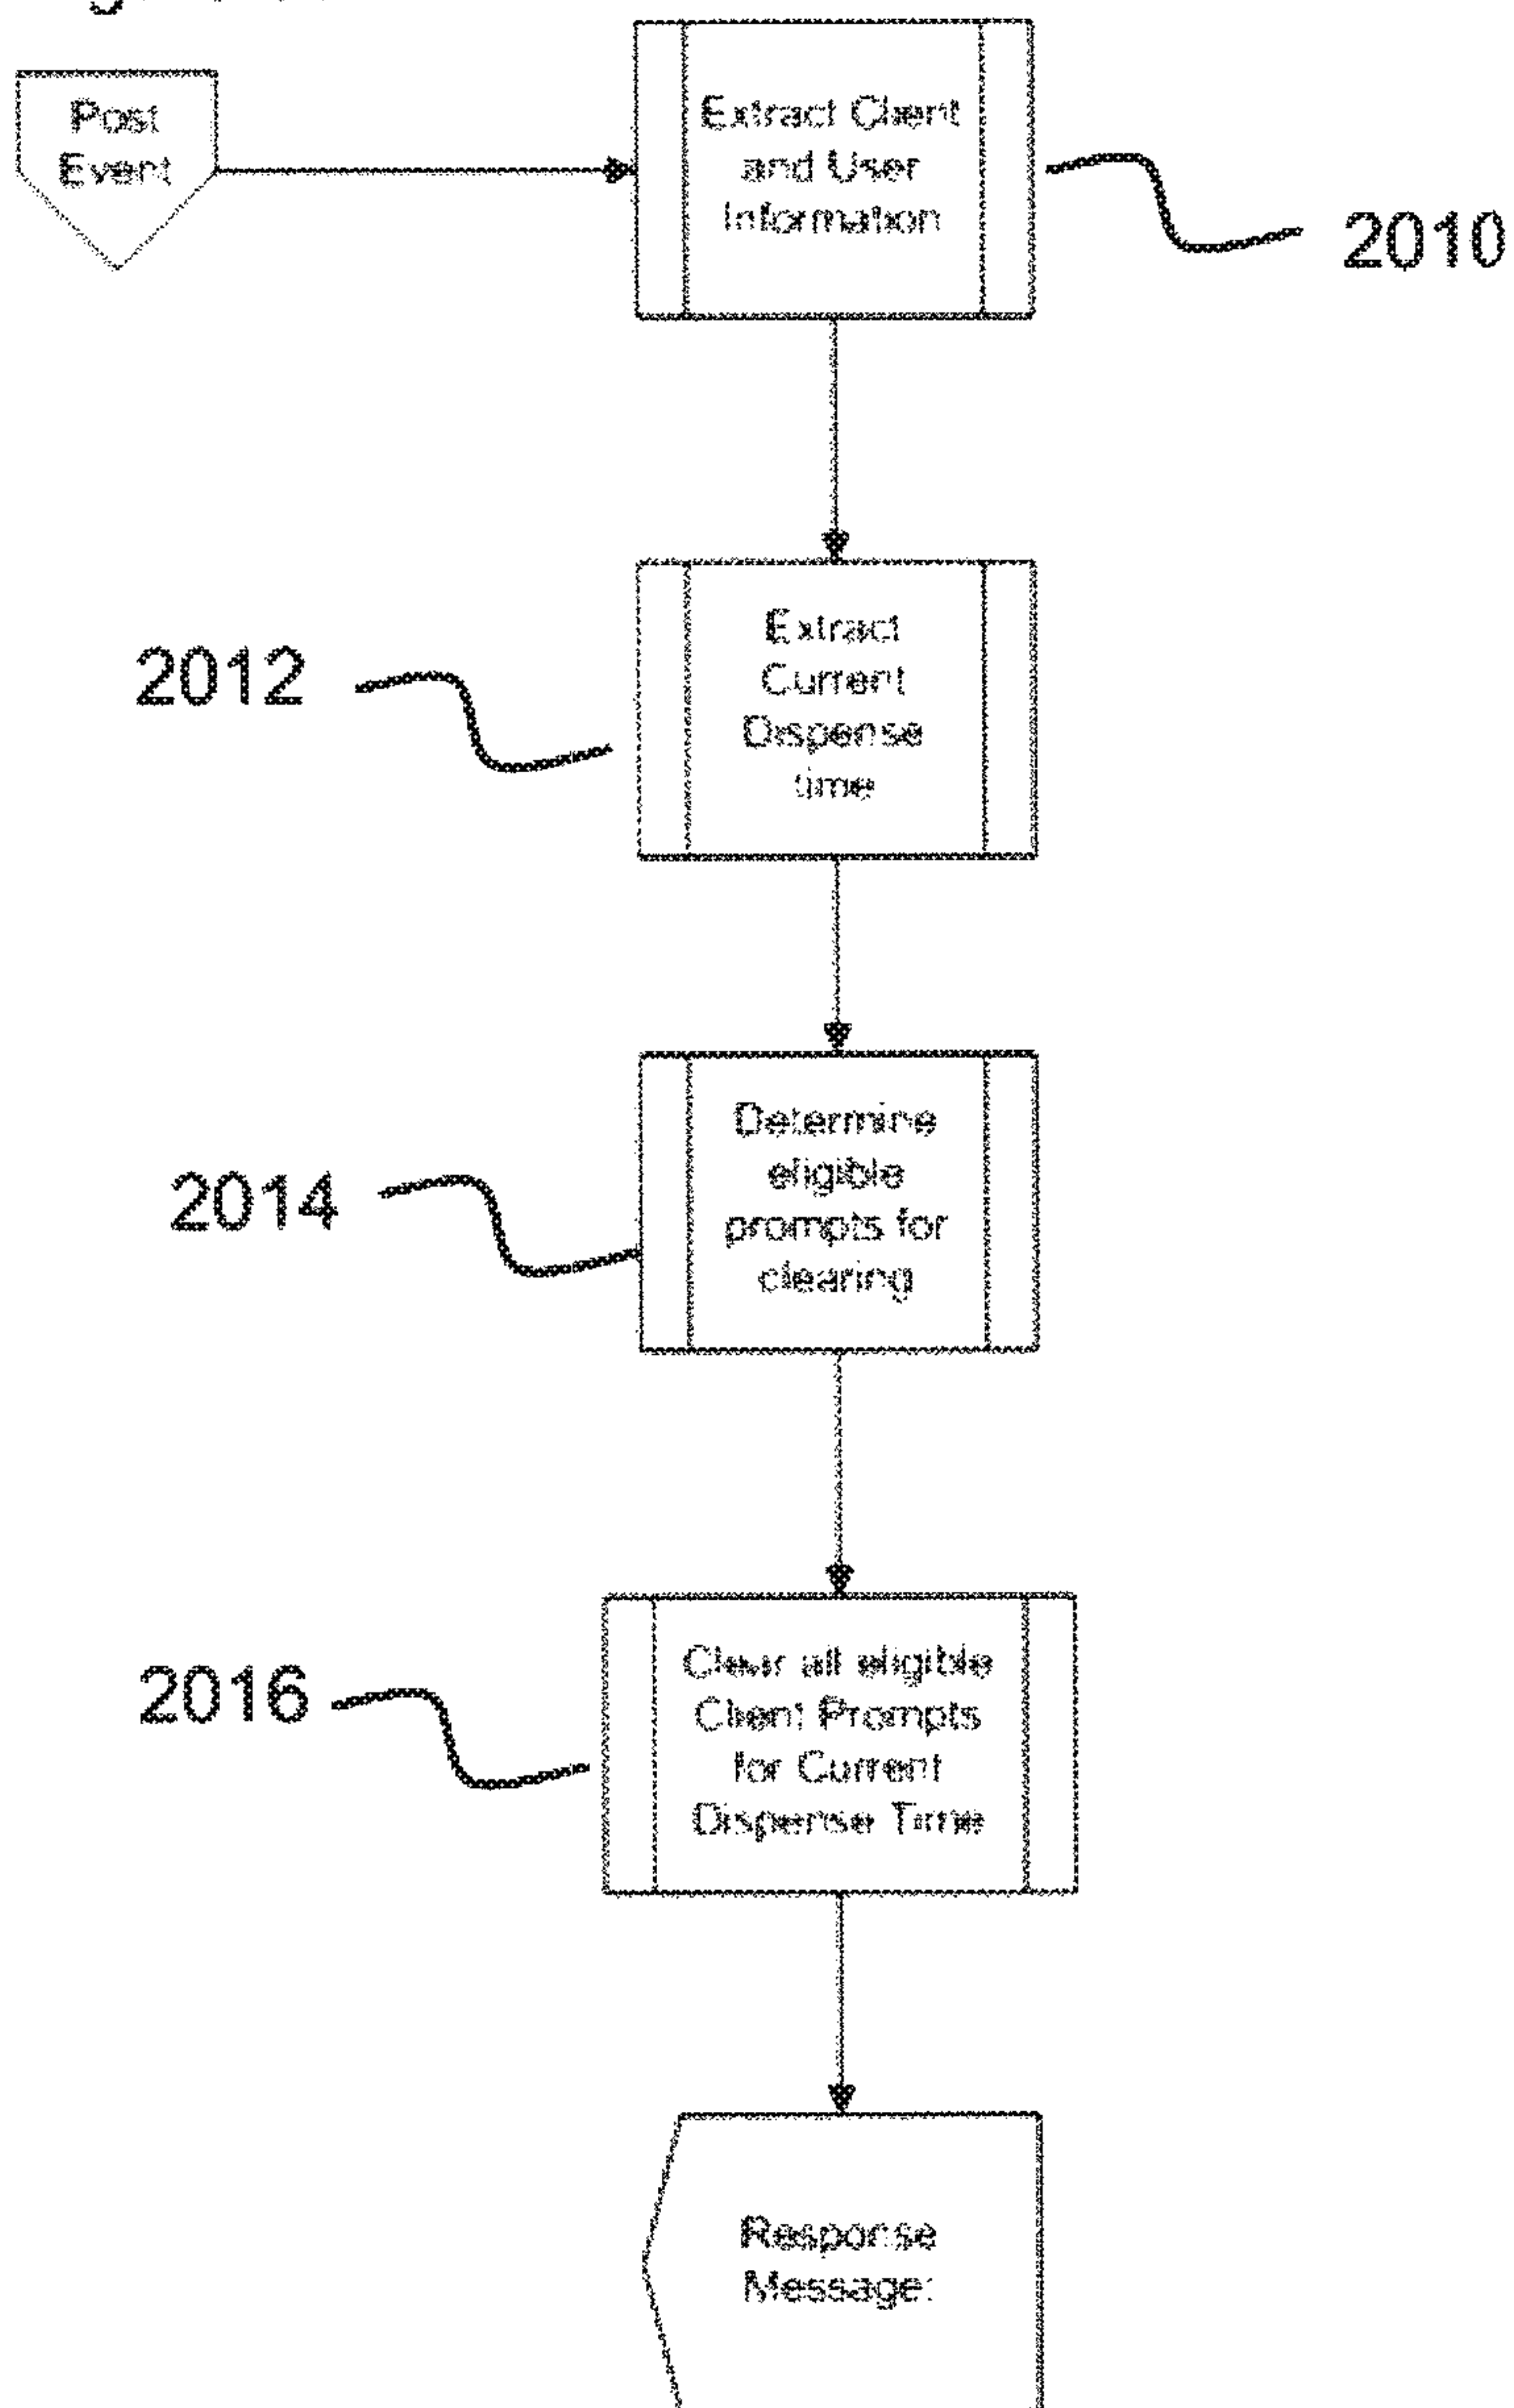 Post
Event
Extract Client
and User
Information
2010
Extract
Current
Dispense
time
2012
Determine
eligible
prompts for
clearing
2014
Clear all eligible
Client Prompts
for Current
Dispense Time
2016
Response
Message: